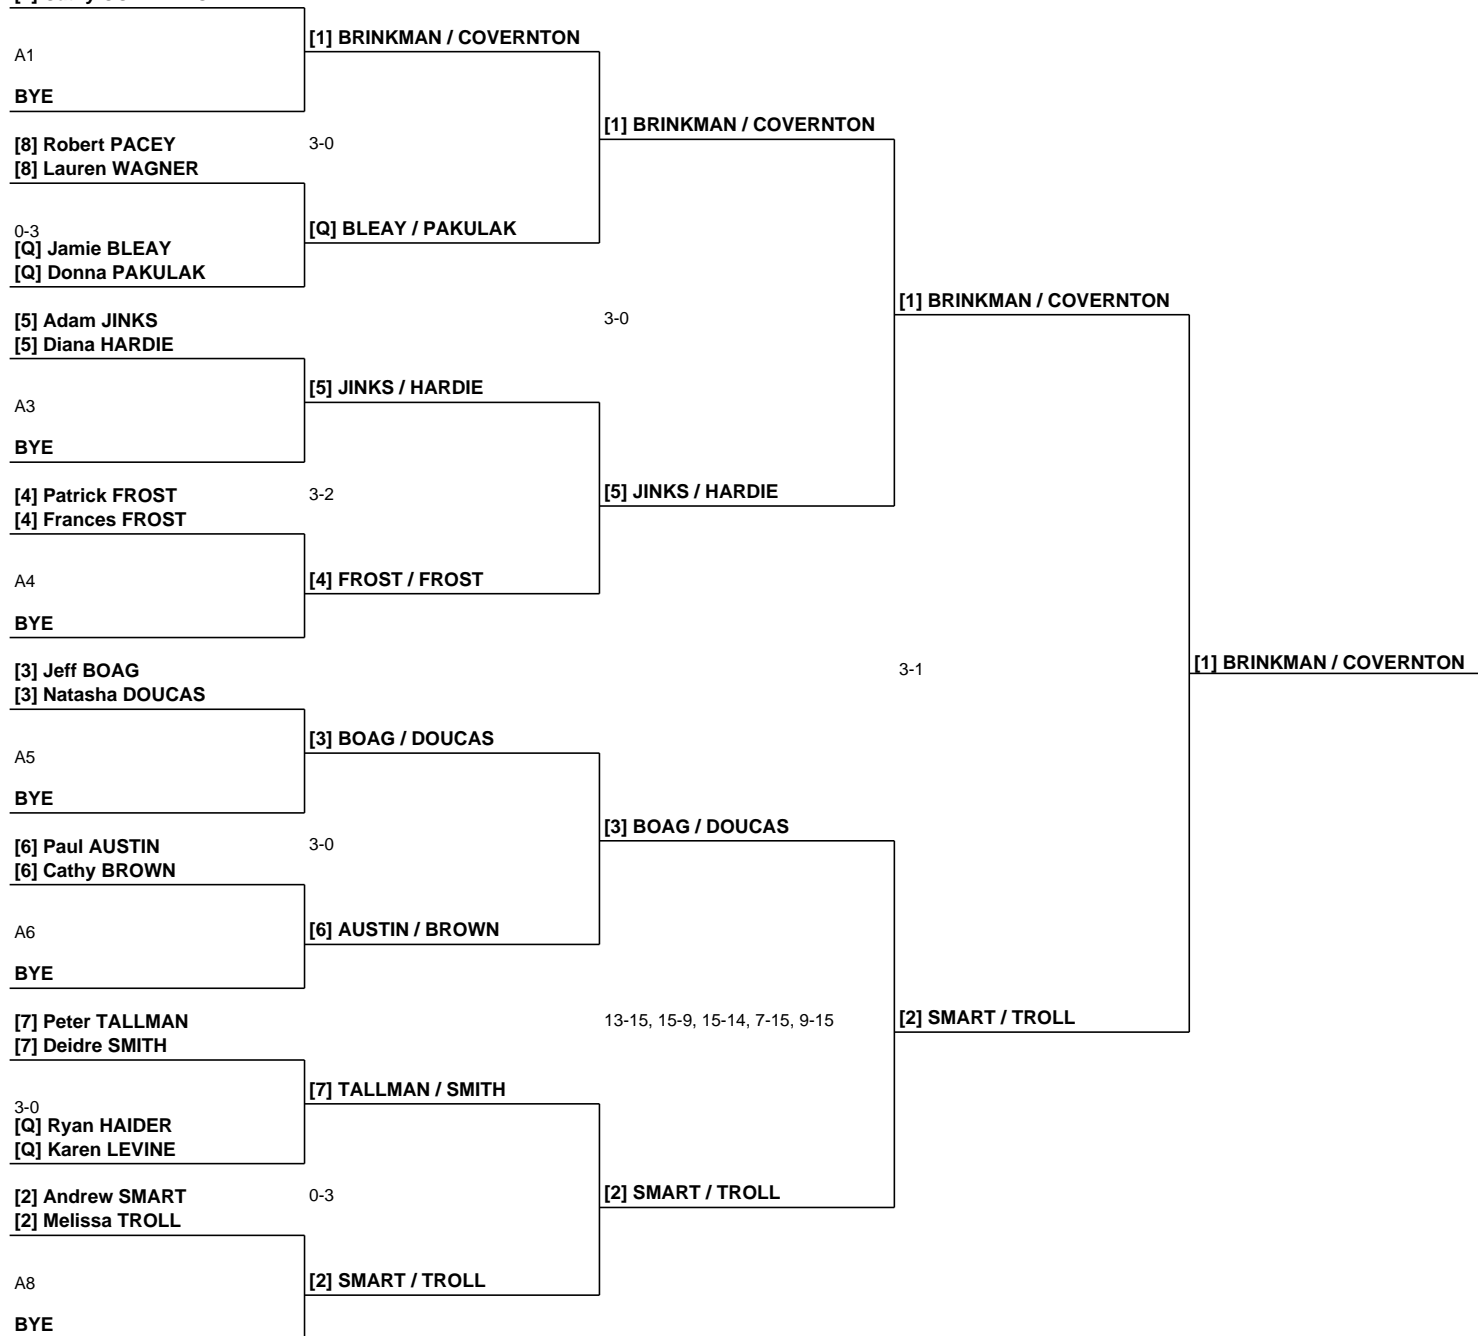 [1] BRINKMAN / COVERNTON
A1
BYE
[1] BRINKMAN / COVERNTON
[8] Robert PACEY
3-0
[8] Lauren WAGNER
0-3
[Q] BLEAY / PAKULAK
[Q] Jamie BLEAY
[Q] Donna PAKULAK
[1] BRINKMAN / COVERNTON
[5] Adam JINKS
3-0
[5] Diana HARDIE
[5] JINKS / HARDIE
A3
BYE
[4] Patrick FROST
3-2
[5] JINKS / HARDIE
[4] Frances FROST
A4
[4] FROST / FROST
BYE
[3] Jeff BOAG
3-1
[1] BRINKMAN / COVERNTON
[3] Natasha DOUCAS
[3] BOAG / DOUCAS
A5
BYE
[3] BOAG / DOUCAS
[6] Paul AUSTIN
3-0
[6] Cathy BROWN
A6
[6] AUSTIN / BROWN
BYE
[7] Peter TALLMAN
13-15, 15-9, 15-14, 7-15, 9-15
[2] SMART / TROLL
[7] Deidre SMITH
[7] TALLMAN / SMITH
3-0
[Q] Ryan HAIDER
[Q] Karen LEVINE
[2] Andrew SMART
0-3
[2] SMART / TROLL
[2] Melissa TROLL
A8
[2] SMART / TROLL
BYE